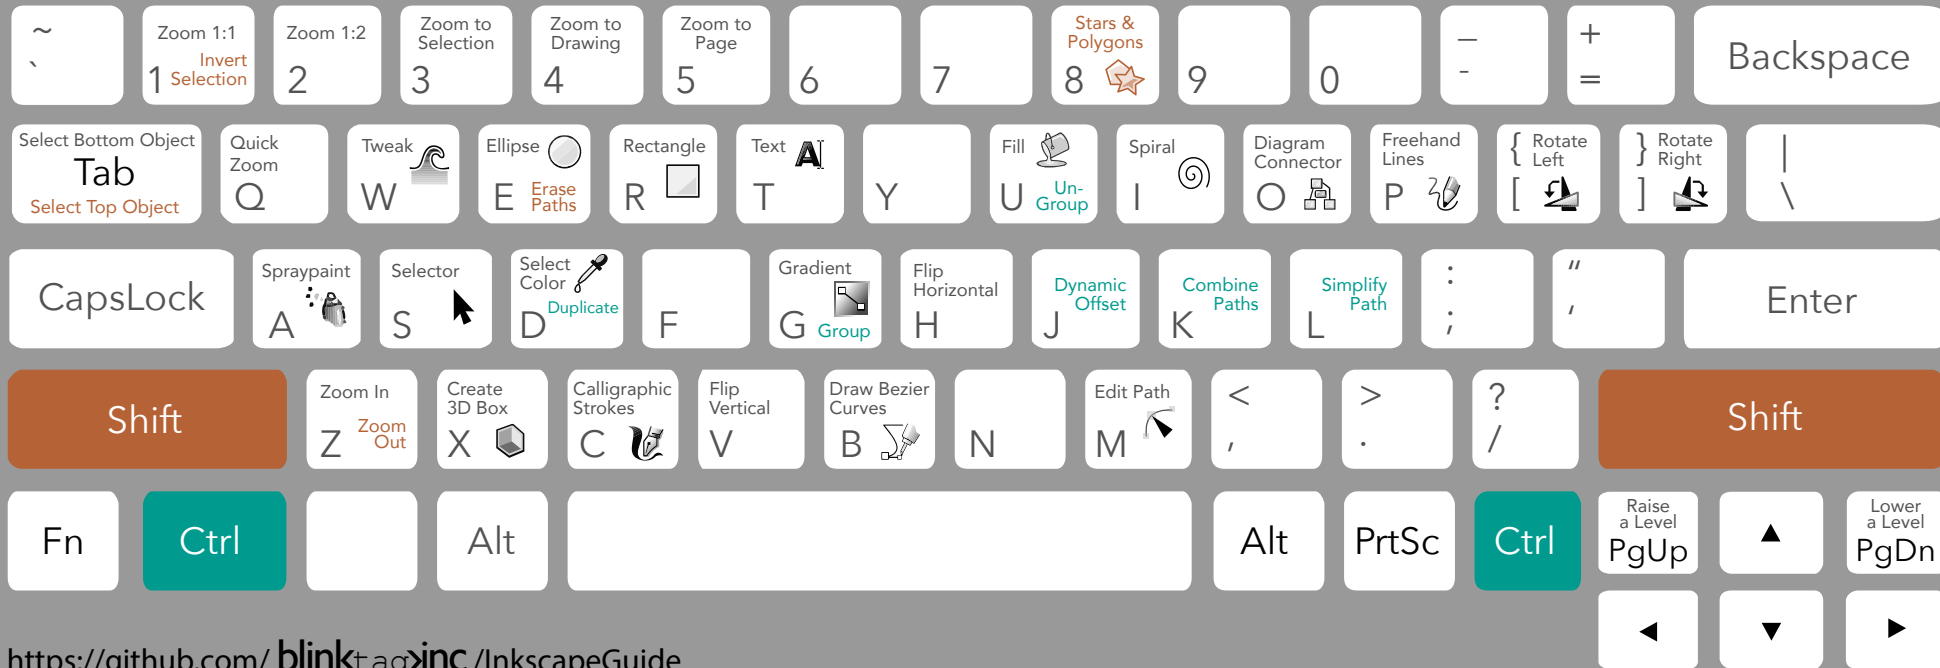 ~
`
Zoom 1:1
Invert
1 Selection
Zoom 1:2
2
Zoom to
Selection
3
Zoom to
Drawing
4
Zoom to
Page
5
6
7
Stars &
Polygons
8
9
0
_
-
+
=
Backspace
Select Bottom Object
Tab
Select Top Object
Quick
Zoom
Q
Tweak
W
Ellipse
E Erase
Paths
Rectangle
R
Text A
T
Y
Fill
U Un-
Group
Spiral
I
Diagram
Connector
O
Freehand
Lines
P
{ Rotate
Left
[
} Rotate
Right
]
|
\
CapsLock
Spraypaint
A
Selector
S
Select
Color
Duplicate
D
F
Gradient
G Group
Flip
Horizontal
H
Dynamic
Offset
J
Combine
Paths
K
Simplify
Path
L
:
;
"
'
Enter
Shift
Zoom In
Z Zoom
Out
Create
3D Box
X
Calligraphic
Strokes
C
Flip
Vertical
V
Draw Bezier
Curves
B
N
Edit Path
M
<
,
>
.
?
/
Shift
Fn
Ctrl
Alt
Alt
PrtSc
Ctrl
Raise
a Level
PgUp
Lower
a Level
PgDn
https://github.com/ blinktag>inc /InkscapeGuide